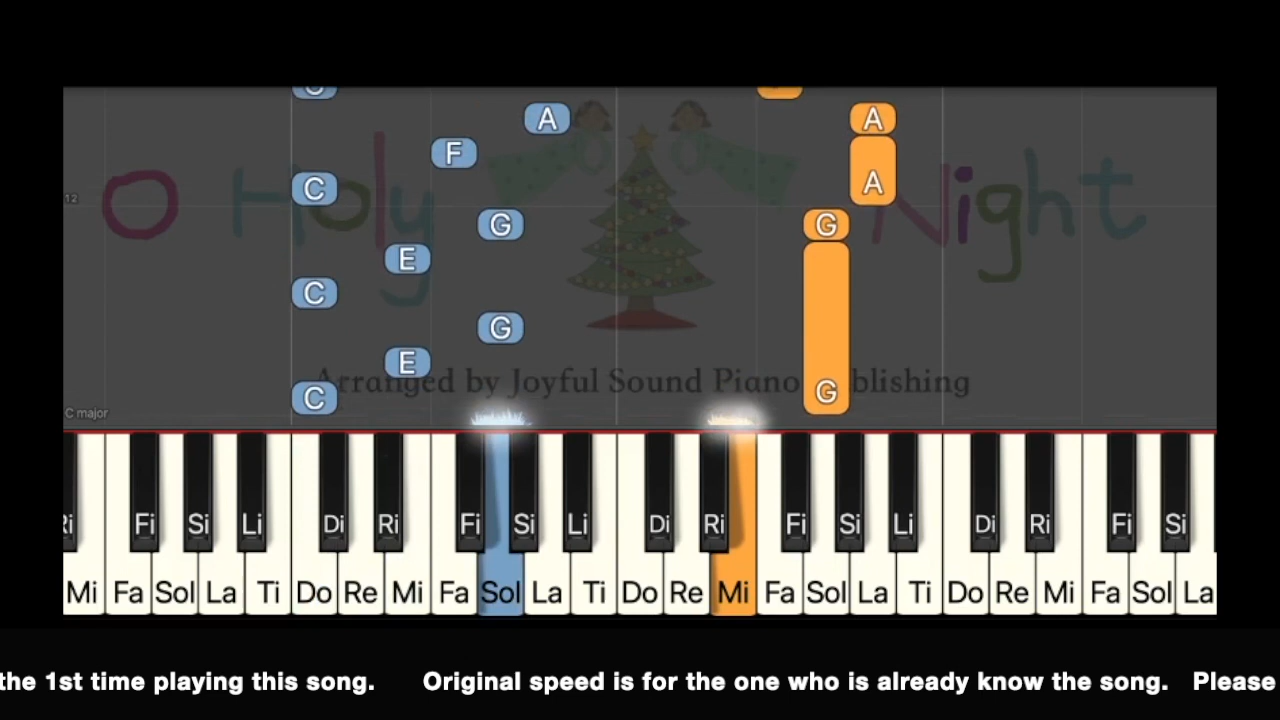 A
A
F
12
C
A
O Holy Night
G
G
E
C
G
E
Arranged by Joyful Sound Piano Publishing
C
G
C major
Ri Fi Si Li Di Ri Fi Si Li Di Ri Fi Si Li Di Ri Fi Si
Mi Fa Sol La Ti Do Re Mi Fa Sol La Ti Do Re Mi Fa Sol La Ti Do Re Mi Fa Sol La
the 1st time playing this song. Original speed is for the one who is already know the song. Please